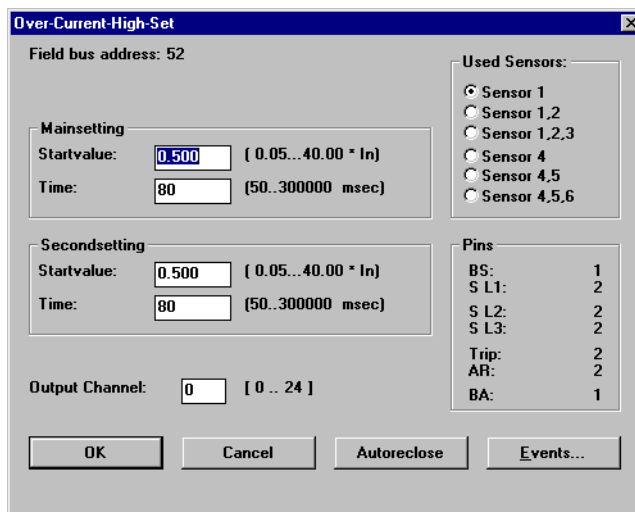 Over-Current-High-Set
Field bus address: 52
Mainsetting
Startvalue: 0.500 ( 0.05...40.00 * In)
Time: 80 (50..300000 msec)
Secondsetting
Startvalue: 0.500 ( 0.05...40.00 * In)
Time: 80 (50..300000 msec)
Output Channel: 0 [ 0 .. 24 ]
Used Sensors:
Sensor 1
Sensor 1,2
Sensor 1,2,3
Sensor 4
Sensor 4,5
Sensor 4,5,6
Pins
BS: 1
S L1: 2
S L2: 2
S L3: 2
Trip: 2
AR: 2
BA: 1
OK Cancel Autoreclose Events...